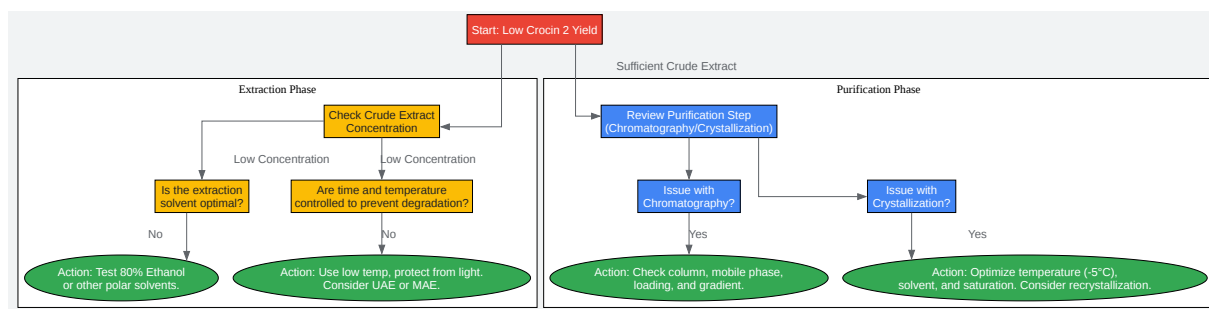 Start: Low Crocin 2 Yield
Sufficient Crude Extract
Extraction Phase
Check Crude Extract
Concentration
Low Concentration
Low Concentration
Is the extraction
solvent optimal?
Are time and temperature
controlled to prevent degradation?
No
No
Action: Test 80% Ethanol
or other polar solvents.
Action: Use low temp, protect from light.
Consider UAE or MAE.
Purification Phase
Review Purification Step
(Chromatography/Crystallization)
Issue with
Chromatography?
Issue with
Crystallization?
Yes
Yes
Action: Check column, mobile phase,
loading, and gradient.
Action: Optimize temperature (-5°C),
solvent, and saturation. Consider recrystallization.